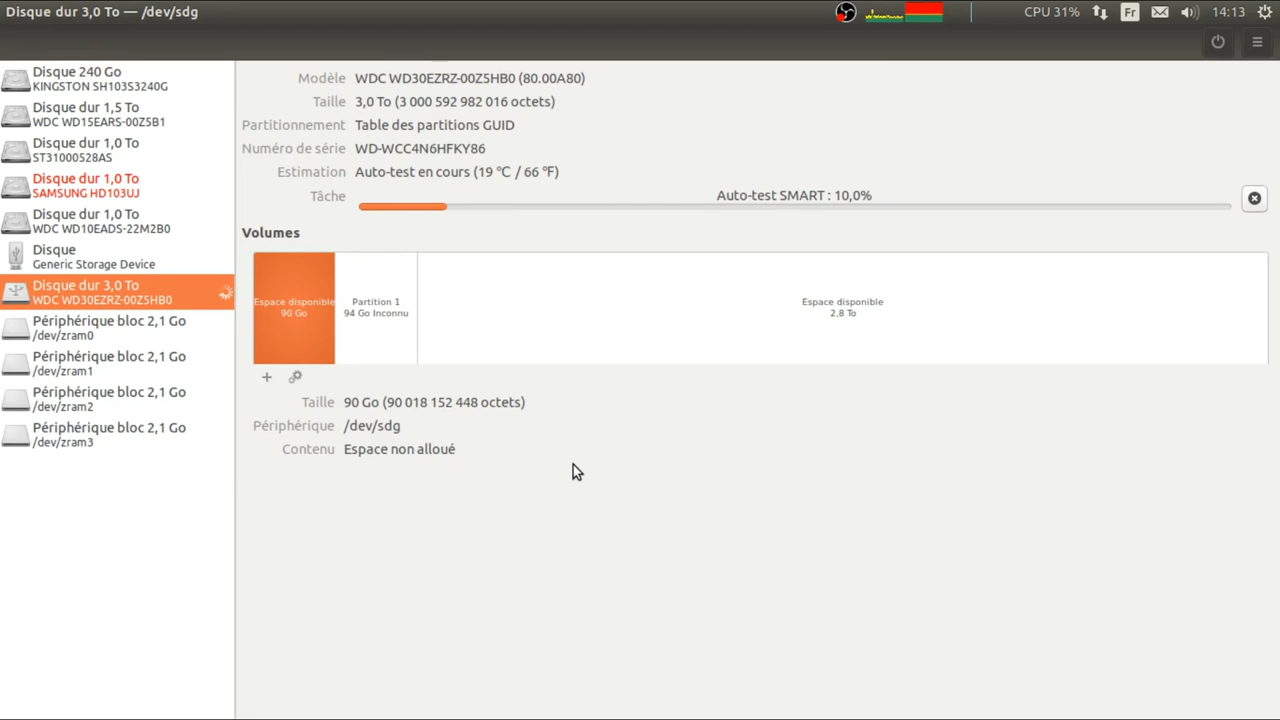 Disque dur 3,0 To — /dev/sdg
CPU 31%
Fr
14:13
Disque 240 Go
KINGSTON SH103S3240G
Disque dur 1,5 To
WDC WD15EARS-00Z5B1
Disque dur 1,0 To
ST31000528AS
Disque dur 1,0 To
SAMSUNG HD103UJ
Disque dur 1,0 To
WDC WD10EADS-22M2B0
Disque
Generic Storage Device
Disque dur 3,0 To
WDC WD30EZRZ-00Z5HB0
Périphérique bloc 2,1 Go
/dev/zram0
Périphérique bloc 2,1 Go
/dev/zram1
Périphérique bloc 2,1 Go
/dev/zram2
Périphérique bloc 2,1 Go
/dev/zram3
Modèle WDC WD30EZRZ-00Z5HB0 (80.00A80)
Taille 3,0 To (3 000 592 982 016 octets)
Partitionnement Table des partitions GUID
Numéro de série WD-WCC4N6HFKY86
Estimation Auto-test en cours (19 °C / 66 °F)
Tâche Auto-test SMART : 10,0%
Volumes
Espace disponible
90 Go
Partition 1
94 Go Inconnu
Espace disponible
2,8 To
Taille 90 Go (90 018 152 448 octets)
Périphérique /dev/sdg
Contenu Espace non alloué